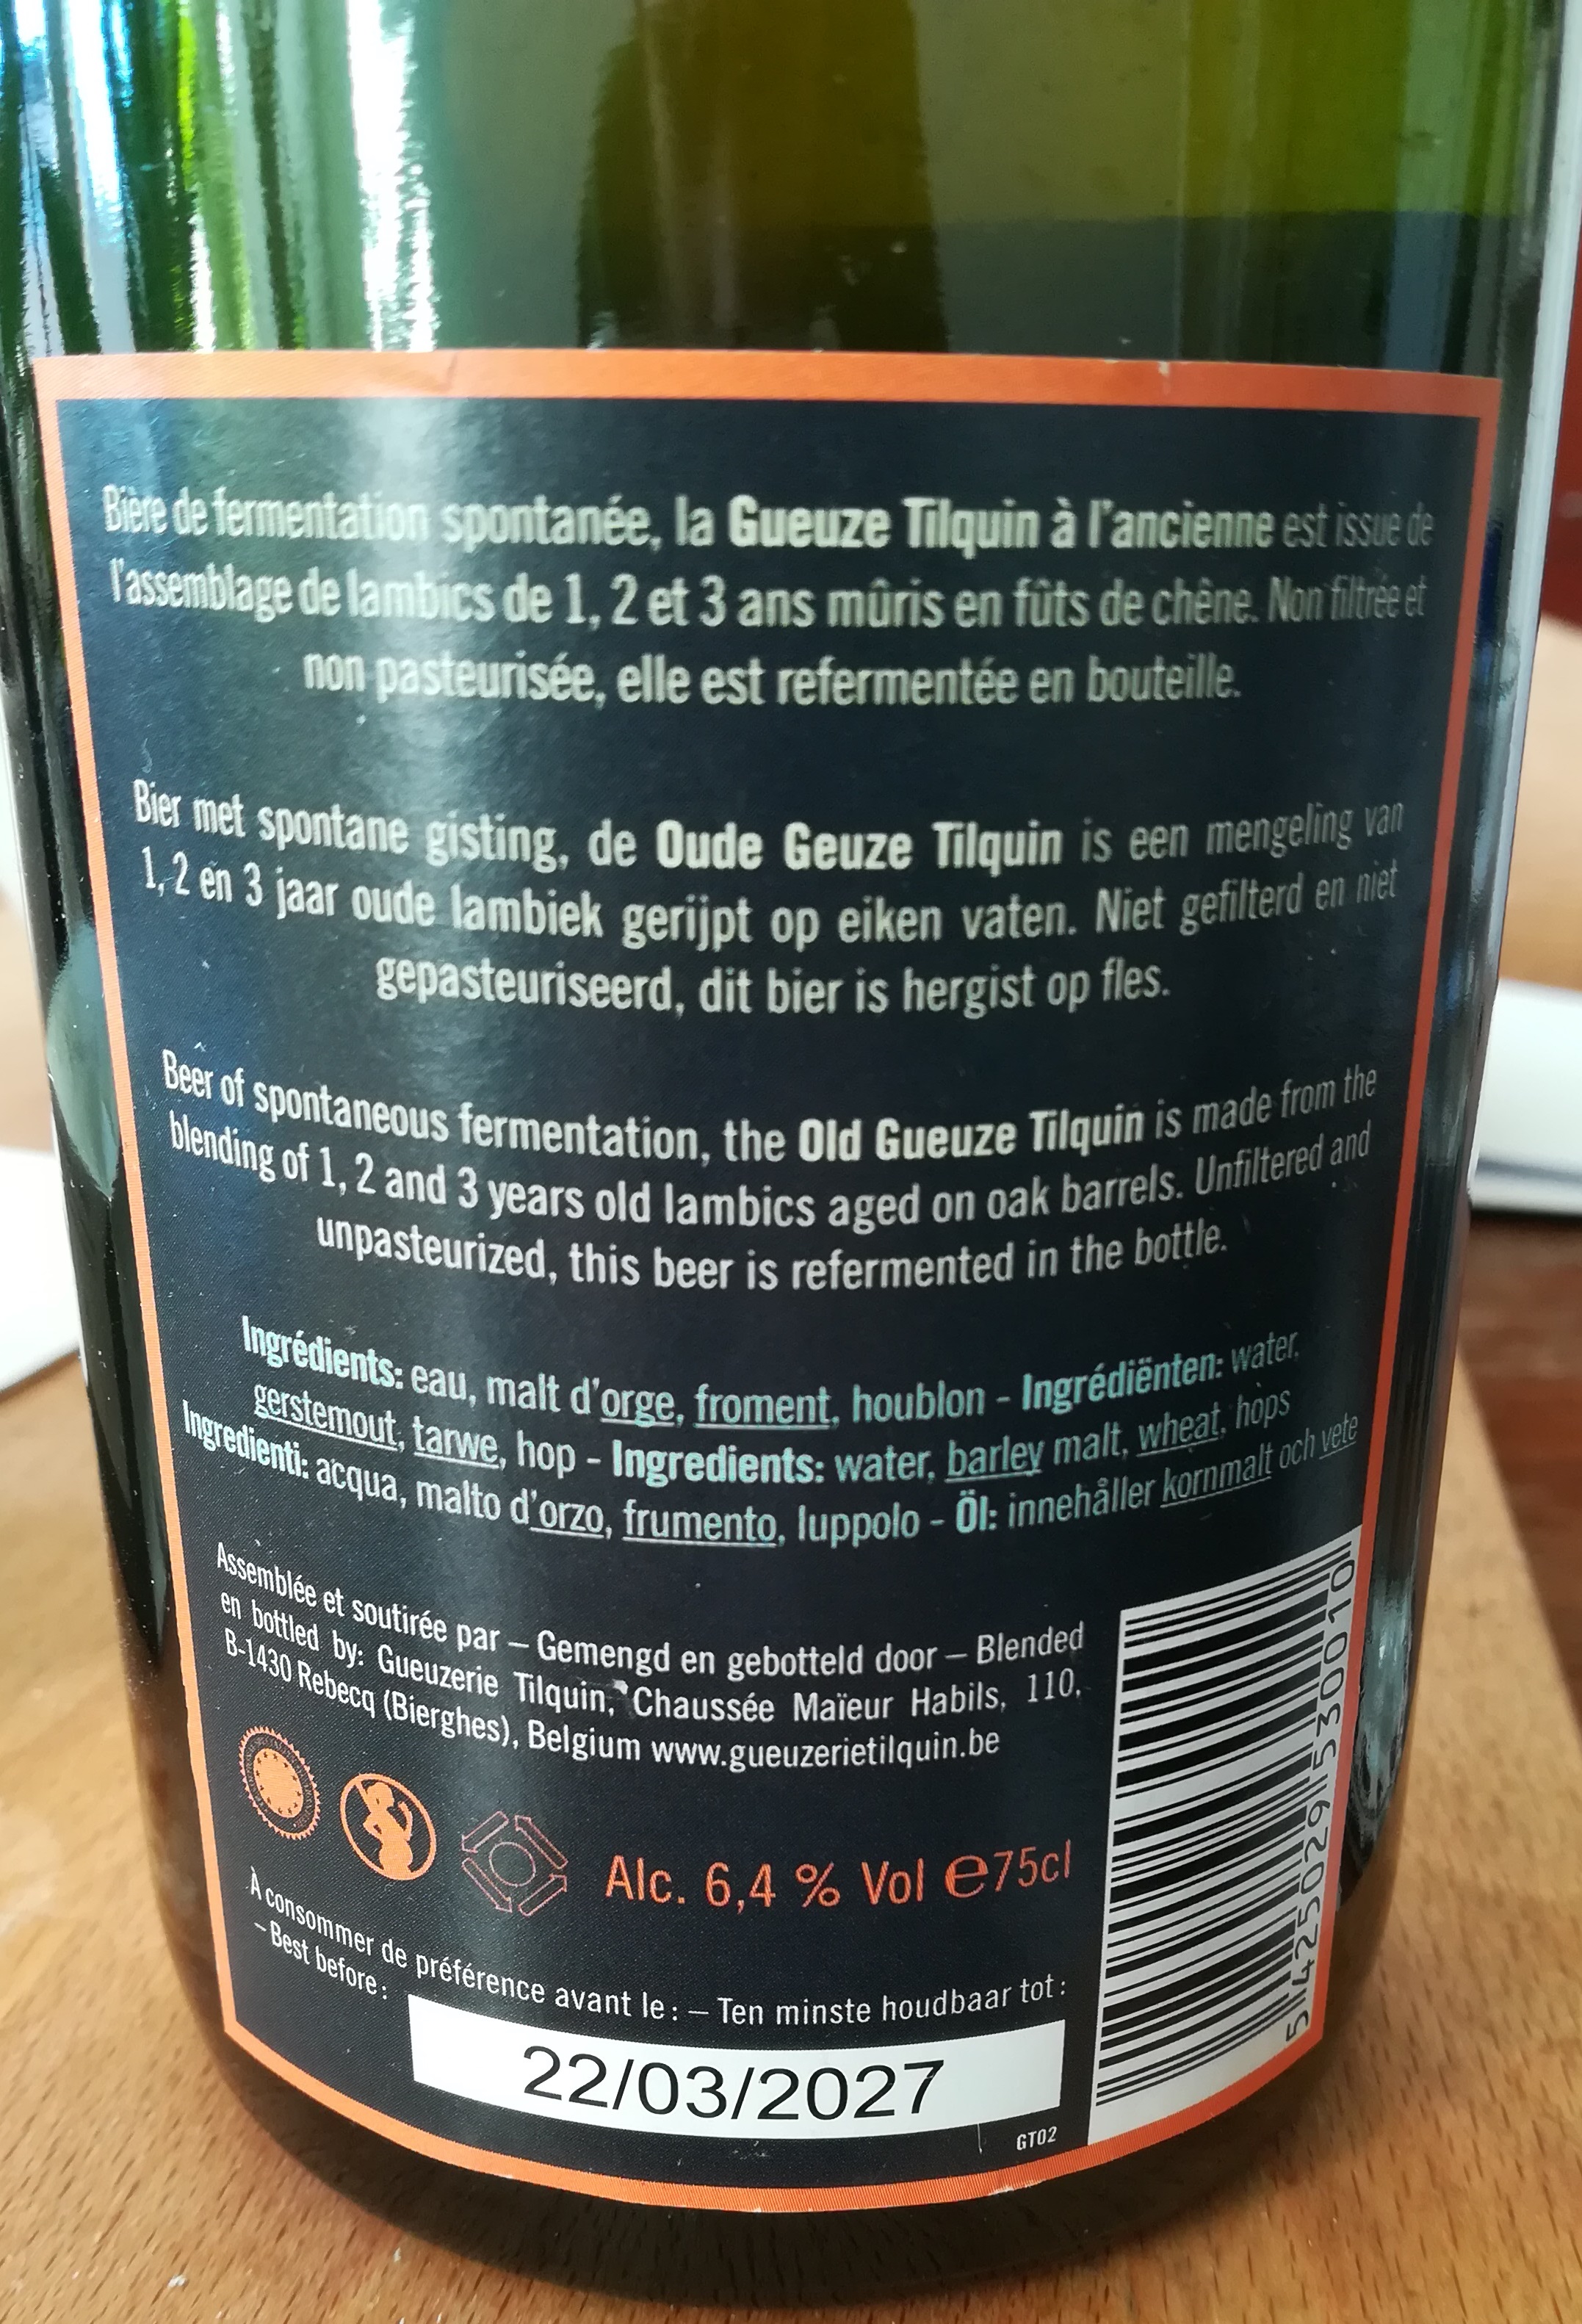 Bière de fermentation spontanée, la Gueuze Tilquin à l'ancienne est issue de
l'assemblage de lambics de 1, 2 et 3 ans mûris en fûts de chêne. Non filtrée et
non pasteurisée, elle est refermentée en bouteille.
Bier met spontane gisting, de Oude Geuze Tilquin is een mengeling van
1, 2 en 3 jaar oude lambiek gerijpt op eiken vaten. Niet gefilterd en niet
gepasteuriseerd, dit bier is hergist op fles.
Beer of spontaneous fermentation, the Old Gueuze Tilquin is made from the
blending of 1, 2 and 3 years old lambics aged on oak barrels. Unfiltered and
unpasteurized, this beer is refermented in the bottle.
Ingrédients: eau, malt d'orge, froment, houblon - Ingrédiënten: water,
gerstemout, tarwe, hop - Ingredients: water, barley malt, wheat, hops
Ingredienti: acqua, malto d'orzo, frumento, luppolo - Öl: innehåller kornmalt och vete
Assemblée et soutirée par – Gemengd en gebotteld door – Blended
en bottled by: Gueuzerie Tilquin, Chaussée Maïeur Habils, 110,
B-1430 Rebecq (Bierghes), Belgium www.gueuzerietilquin.be
Alc. 6,4 % Vol e75cl
À consommer de préférence avant le : – Ten minste houdbaar tot :
– Best before :
22/03/2027
GT02
5425029530010